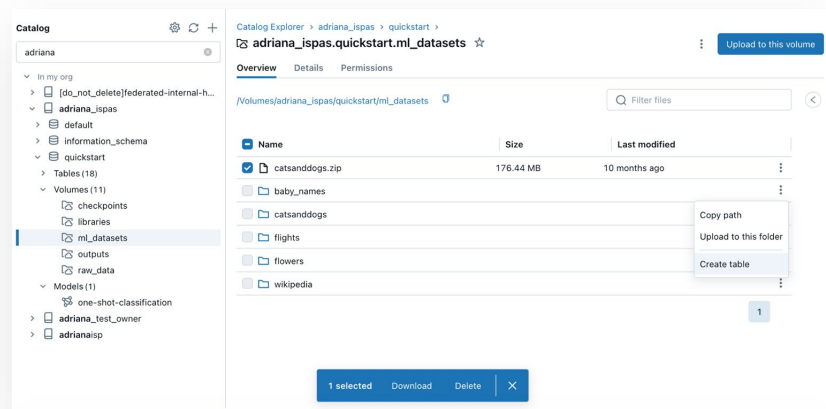 Catalog
adriana
In my org
[do_not_delete]federated-internal-h...
adriana_ispas
default
information_schema
quickstart
Tables (18)
Volumes (11)
checkpoints
libraries
ml_datasets
outputs
raw_data
Models (1)
one-shot-classification
adriana_test_owner
adrianaisp
Catalog Explorer > adriana_ispas > quickstart >
adriana_ispas.quickstart.ml_datasets
Upload to this volume
Overview Details Permissions
/Volumes/adriana_ispas/quickstart/ml_datasets
Filter files
Name Size Last modified
catsanddogs.zip 176.44 MB 10 months ago
baby_names
catsanddogs
flights
flowers
wikipedia
Copy path
Upload to this folder
Create table
1
1 selected Download Delete